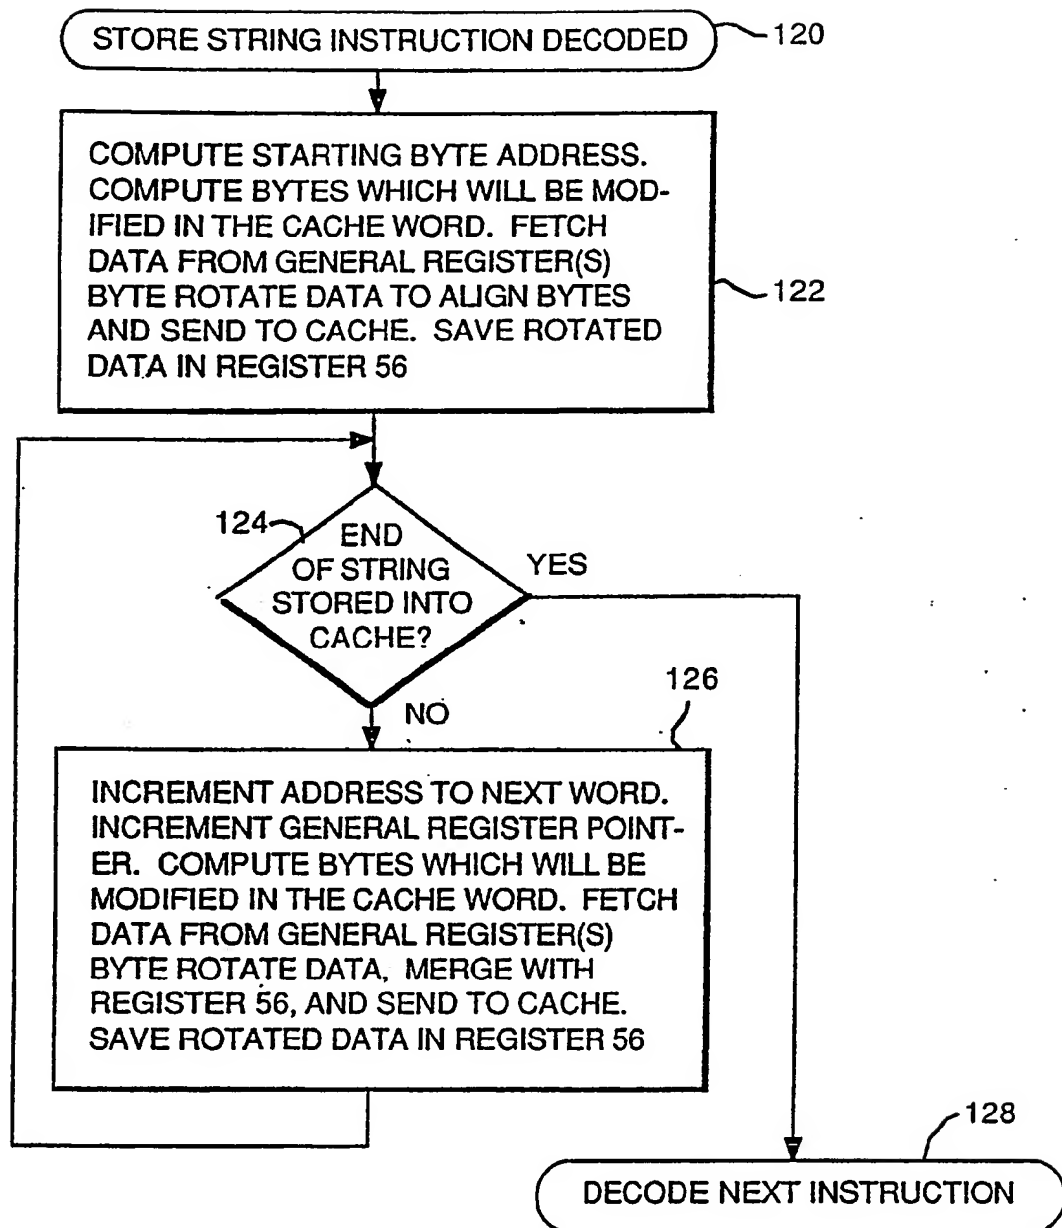 STORE STRING INSTRUCTION DECODED
120
COMPUTE STARTING BYTE ADDRESS.
COMPUTE BYTES WHICH WILL BE MOD-
IFIED IN THE CACHE WORD. FETCH
DATA FROM GENERAL REGISTER(S)
BYTE ROTATE DATA TO ALIGN BYTES
AND SEND TO CACHE. SAVE ROTATED
DATA IN REGISTER 56
122
124
END
OF STRING
STORED INTO
CACHE?
YES
NO
126
INCREMENT ADDRESS TO NEXT WORD.
INCREMENT GENERAL REGISTER POINT-
ER. COMPUTE BYTES WHICH WILL BE
MODIFIED IN THE CACHE WORD. FETCH
DATA FROM GENERAL REGISTER(S)
BYTE ROTATE DATA, MERGE WITH
REGISTER 56, AND SEND TO CACHE.
SAVE ROTATED DATA IN REGISTER 56
128
DECODE NEXT INSTRUCTION